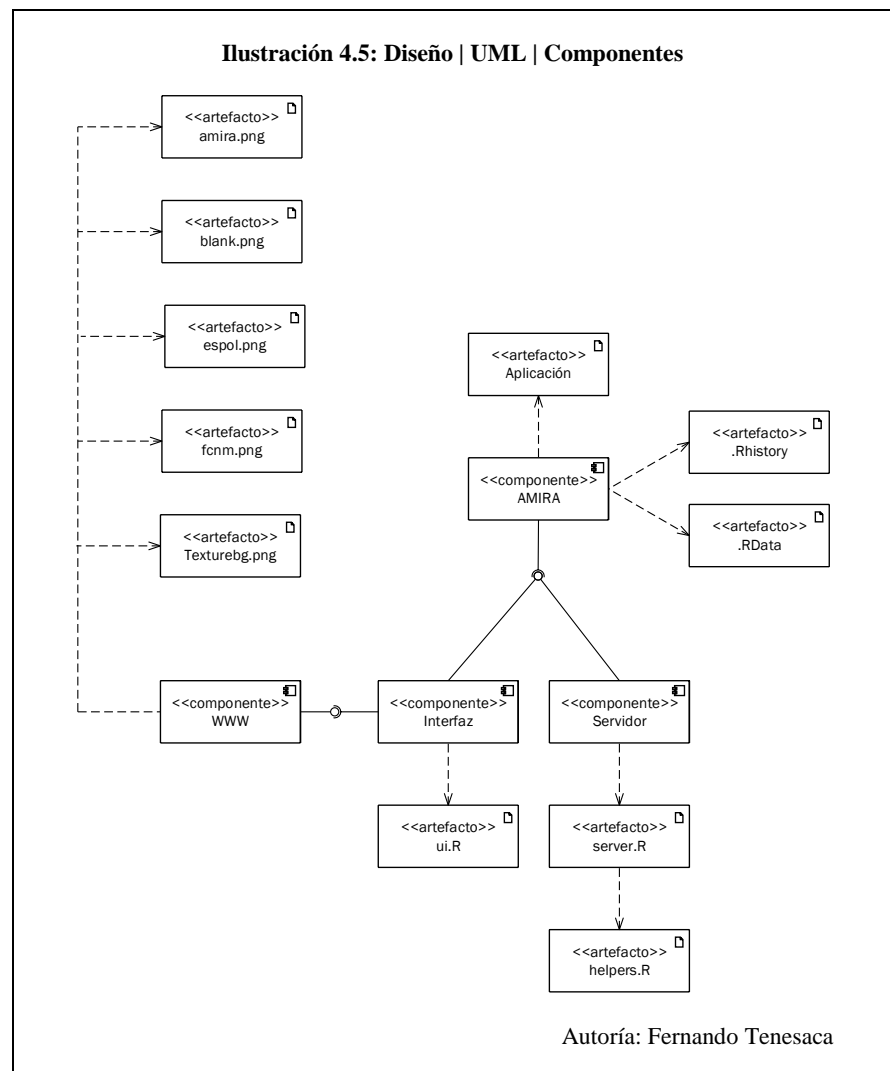 Ilustración 4.5: Diseño | UML | Componentes
<<artefacto>>
amira.png
<<artefacto>>
blank.png
<<artefacto>>
espol.png
<<artefacto>>
fcnm.png
<<artefacto>>
Texturebg.png
<<artefacto>>
Aplicación
<<componente>>
AMIRA
<<artefacto>>
.Rhistory
<<artefacto>>
.RData
<<componente>>
WWW
<<componente>>
Interfaz
<<componente>>
Servidor
<<artefacto>>
ui.R
<<artefacto>>
server.R
<<artefacto>>
helpers.R
Autoría: Fernando Tenesaca